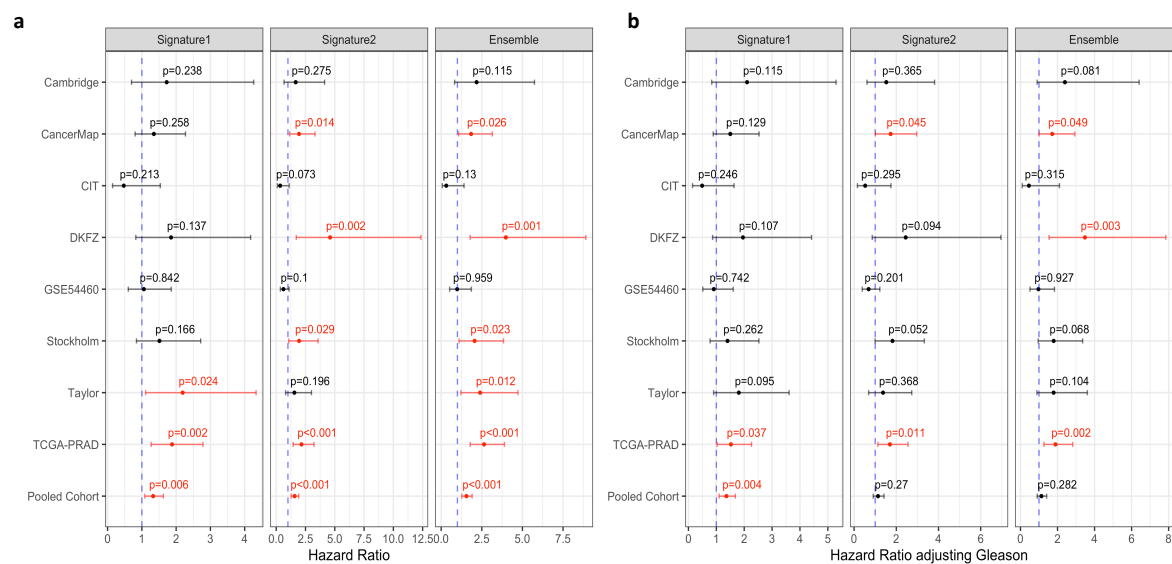 a
b
Signature1 Signature2 Ensemble
Signature1 Signature2 Ensemble
Cambridge p=0.238 p=0.275 p=0.115
Cambridge p=0.115 p=0.365 p=0.081
CancerMap p=0.258 p=0.014 p=0.026
CancerMap p=0.129 p=0.045 p=0.049
CIT p=0.213 p=0.073 p=0.13
CIT p=0.246 p=0.295 p=0.315
DKFZ p=0.137 p=0.002 p=0.001
DKFZ p=0.107 p=0.094 p=0.003
GSE54460 p=0.842 p=0.1 p=0.959
GSE54460 p=0.742 p=0.201 p=0.927
Stockholm p=0.166 p=0.029 p=0.023
Stockholm p=0.262 p=0.052 p=0.068
Taylor p=0.024 p=0.196 p=0.012
Taylor p=0.095 p=0.368 p=0.104
TCGA-PRAD p=0.002 p<0.001 p<0.001
TCGA-PRAD p=0.037 p=0.011 p=0.002
Pooled Cohort p=0.006 p<0.001 p<0.001
Pooled Cohort p=0.004 p=0.27 p=0.282
0 1 2 3 4 0.0 2.5 5.0 7.5 10.0 12.5 0.0 2.5 5.0 7.5
0 1 2 3 4 5 0 2 4 6 0 2 4 6 8
Hazard Ratio
Hazard Ratio adjusting Gleason